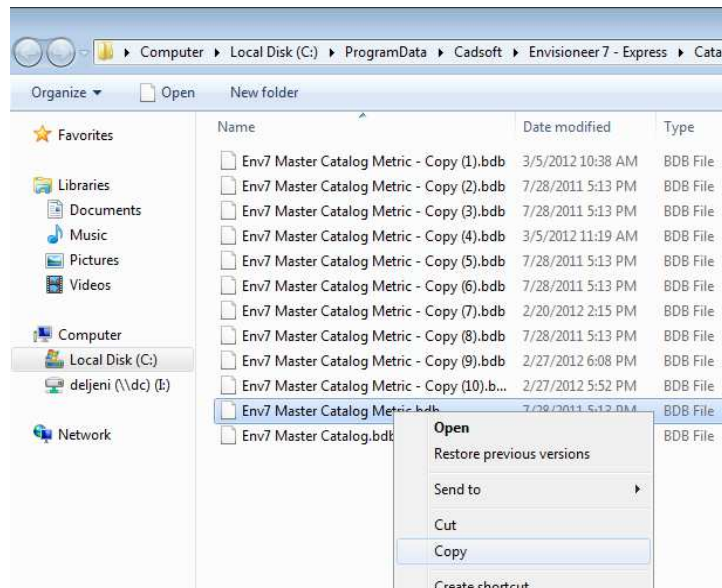 Computer Local Disk (C:) ProgramData Cadsoft Envisioneer 7 - Express Cata
Organize Open New folder
Favorites
Libraries
Documents
Music
Pictures
Videos
Computer
Local Disk (C:)
deljeni (\\dc) (I:)
Network
Name Date modified Type
Env7 Master Catalog Metric - Copy (1).bdb 3/5/2012 10:38 AM BDB File
Env7 Master Catalog Metric - Copy (2).bdb 7/28/2011 5:13 PM BDB File
Env7 Master Catalog Metric - Copy (3).bdb 7/28/2011 5:13 PM BDB File
Env7 Master Catalog Metric - Copy (4).bdb 3/5/2012 11:19 AM BDB File
Env7 Master Catalog Metric - Copy (5).bdb 7/28/2011 5:13 PM BDB File
Env7 Master Catalog Metric - Copy (6).bdb 7/28/2011 5:13 PM BDB File
Env7 Master Catalog Metric - Copy (7).bdb 2/20/2012 2:15 PM BDB File
Env7 Master Catalog Metric - Copy (8).bdb 7/28/2011 5:13 PM BDB File
Env7 Master Catalog Metric - Copy (9).bdb 2/27/2012 6:08 PM BDB File
Env7 Master Catalog Metric - Copy (10).b... 2/27/2012 5:52 PM BDB File
Env7 Master Catalog Metric.bdb 7/28/2011 5:13 PM BDB File
Env7 Master Catalog.bdb BDB File
Open
Restore previous versions
Send to
Cut
Copy
Create shortcut